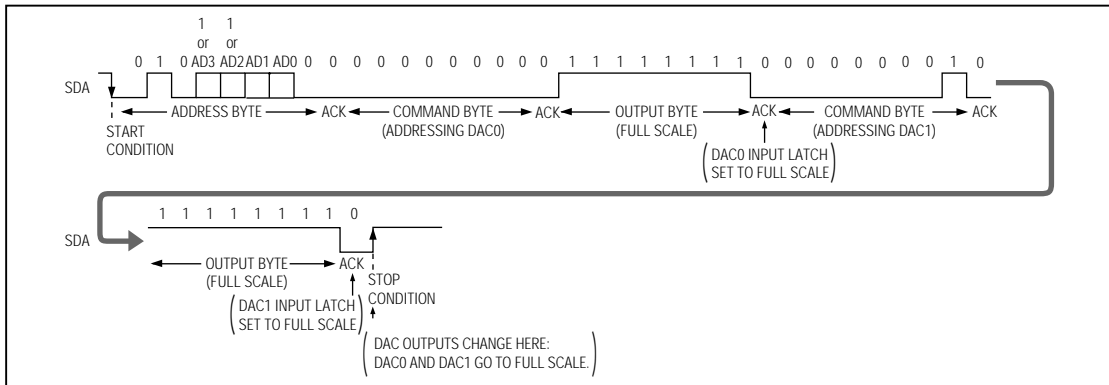 1 1
or or
0 1 0 AD3 AD2 AD1 AD0 0 0 0 0 0 0 0 0 0 0 0 1 1 1 1 1 1 1 1 0 0 0 0 0 0 0 0 1 0
SDA
ADDRESS BYTE ACK COMMAND BYTE ACK OUTPUT BYTE ACK COMMAND BYTE ACK
(ADDRESSING DAC0) (FULL SCALE) (ADDRESSING DAC1)
START
CONDITION
(DAC0 INPUT LATCH
SET TO FULL SCALE)
1 1 1 1 1 1 1 1 0
SDA
OUTPUT BYTE ACK
(FULL SCALE)
STOP
CONDITION
(DAC1 INPUT LATCH
SET TO FULL SCALE)
(DAC OUTPUTS CHANGE HERE:
DAC0 AND DAC1 GO TO FULL SCALE.)